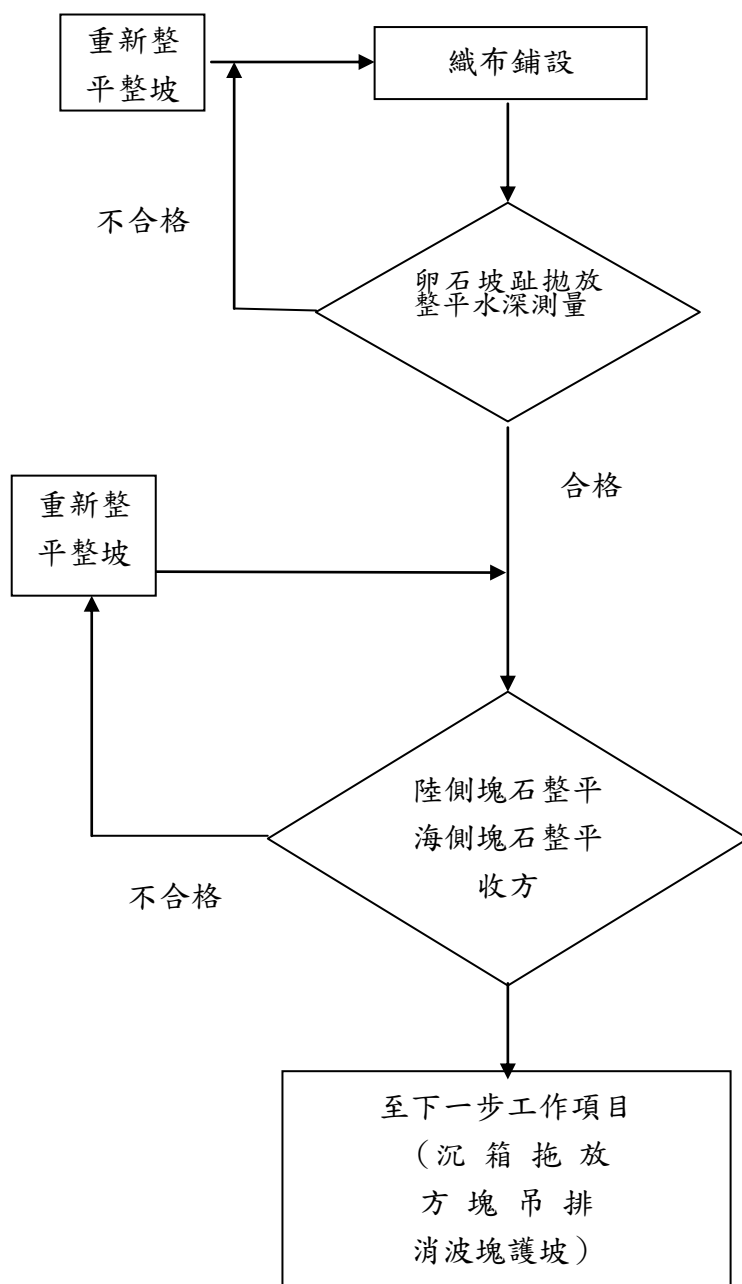 重新整
平整坡
織布鋪設
不合格
卵石坡趾拋放
整平水深測量
合格
重新整
平整坡
陸側塊石整平
海側塊石整平
收方
不合格
至下一步工作項目
（沉 箱 拖 放
方 塊 吊 排
消波塊護坡）